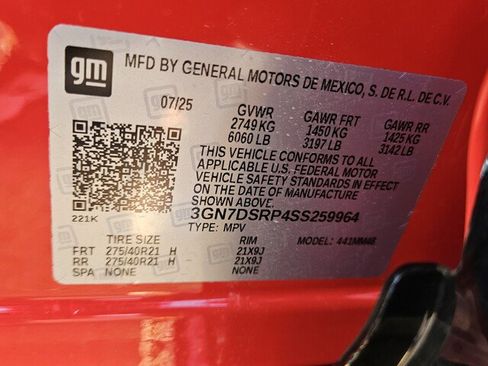 gm
MFD BY GENERAL MOTORS DE MEXICO, S. DE R.L. DE C.V.
07/25 GVWR GAWR FRT GAWR RR
2749 KG 1450 KG 1425 KG
6060 LB 3197 LB 3142 LB
THIS VEHICLE CONFORMS TO ALL
APPLICABLE U.S. FEDERAL MOTOR
VEHICLE SAFETY STANDARDS IN EFFECT
ON THE DATE OF MANUFACTURE
SHOWN ABOVE.
3GN7DSRP4SS259964
221K TYPE: MPV MODEL: 441MM48
TIRE SIZE RIM
FRT 275/40R21 H 21X9J
RR 275/40R21 H 21X9J
SPA NONE NONE